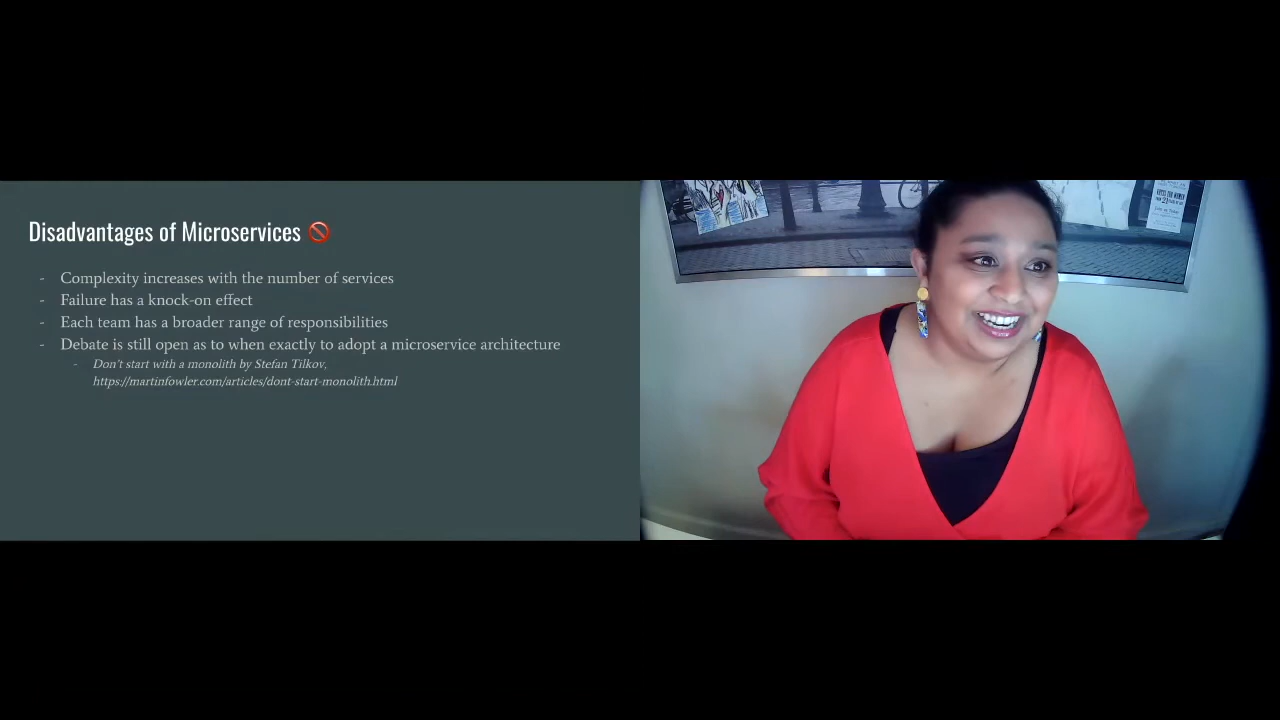 Disadvantages of Microservices 🚫
- Complexity increases with the number of services
- Failure has a knock-on effect
- Each team has a broader range of responsibilities
- Debate is still open as to when exactly to adopt a microservice architecture
- Don't start with a monolith by Stefan Tilkov,
https://martinfowler.com/articles/dont-start-monolith.html